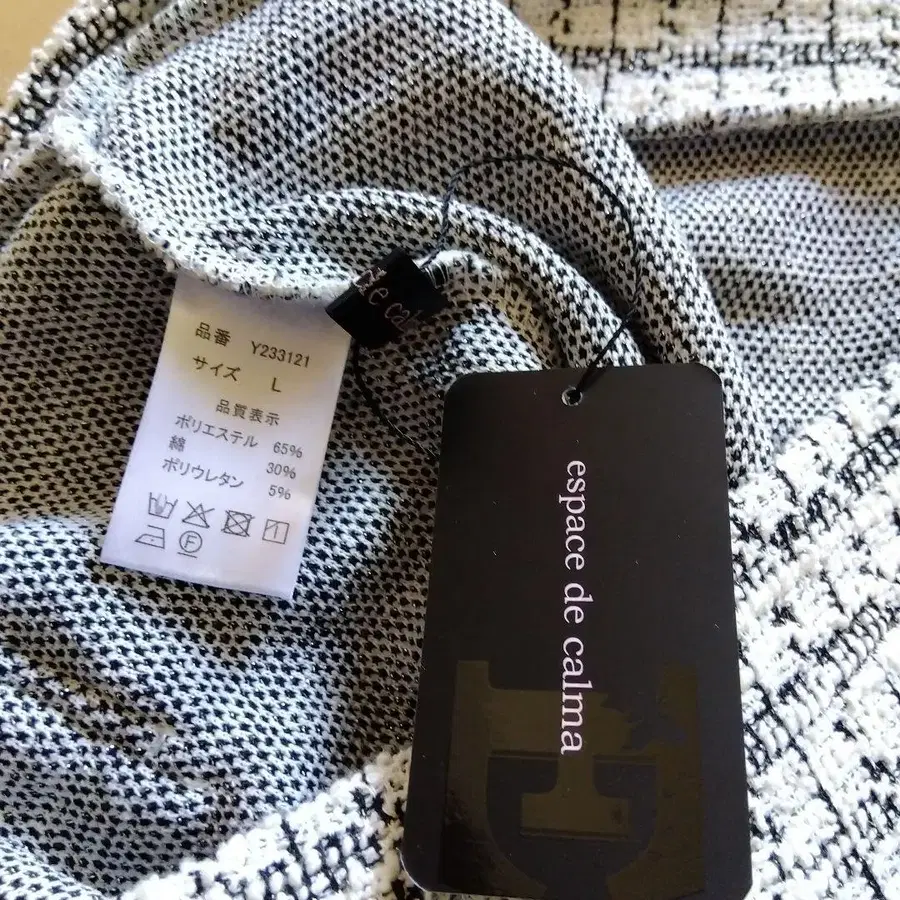 品番 Y233121
サイズ L
品質表示
ポリエステル 65%
綿 30%
ポリウレタン 5%
F
espace de calma